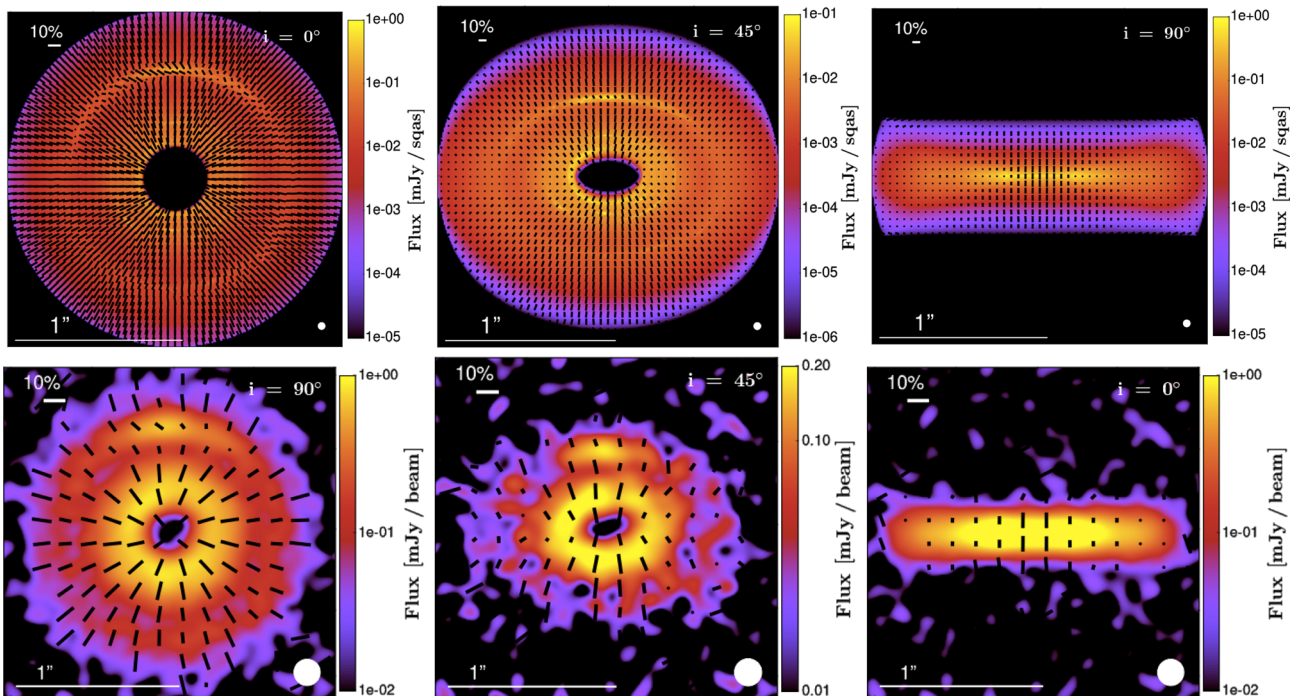 10%
i = 0°
1"
1e+00
1e-01
1e-02
1e-03
1e-04
1e-05
Flux [mJy / sqas]
10%
i = 45°
1"
1e-01
1e-02
1e-03
1e-04
1e-05
1e-06
Flux [mJy / sqas]
10%
i = 90°
1"
1e+00
1e-01
1e-02
1e-03
1e-04
1e-05
Flux [mJy / sqas]
10%
i = 90°
1"
1e+00
1e-01
1e-02
Flux [mJy / beam]
10%
i = 45°
1"
0.20
0.10
0.01
Flux [mJy / beam]
10%
i = 0°
1"
1e+00
1e-01
1e-02
Flux [mJy / beam]